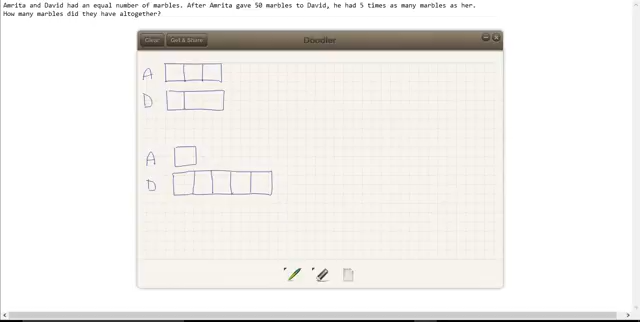 Amrita and David had an equal number of marbles. After Amrita gave 50 marbles to David, he had 5 times as many marbles as her.
How many marbles did they have altogether?
Clear
Get & Share
Doodler
A
D
A
D